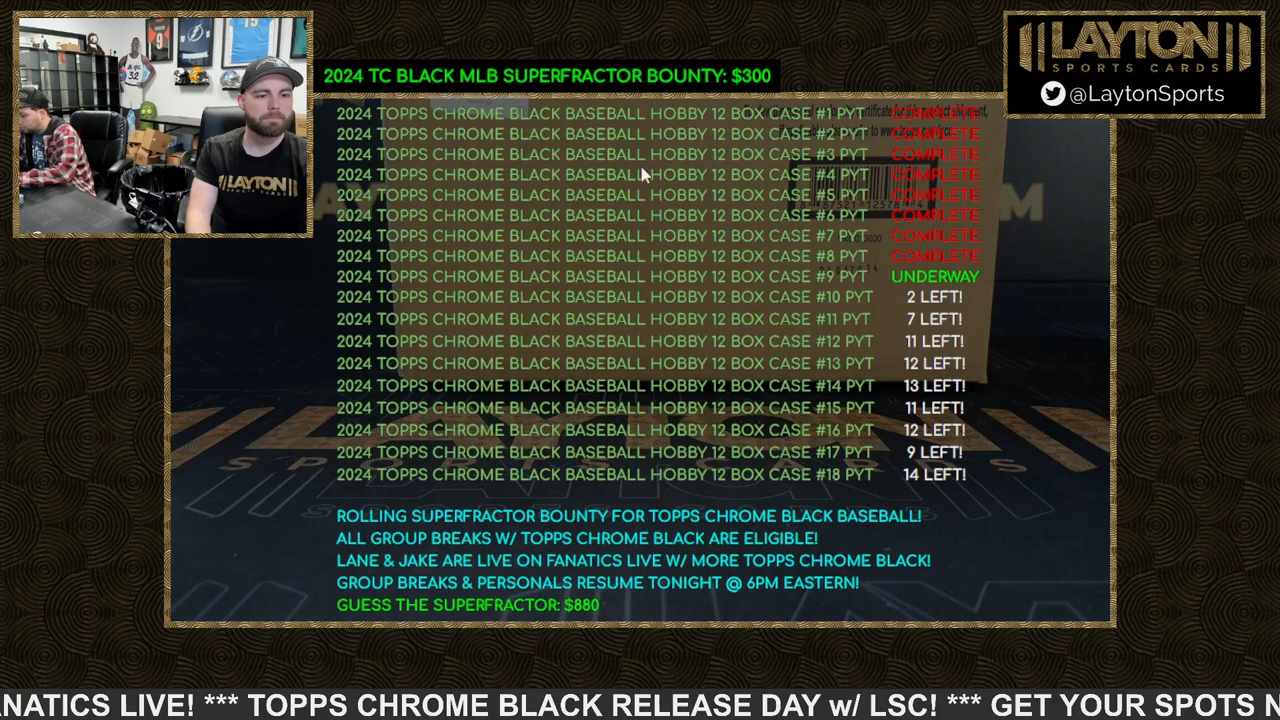 2024 TC BLACK MLB SUPERFRACTOR BOUNTY: $300
LAYTON
SPORTS CARDS
@LaytonSports
LAYTON
2024 TOPPS CHROME BLACK BASEBALL HOBBY 12 BOX CASE #1 PYT COMPLETE
2024 TOPPS CHROME BLACK BASEBALL HOBBY 12 BOX CASE #2 PYT COMPLETE
2024 TOPPS CHROME BLACK BASEBALL HOBBY 12 BOX CASE #3 PYT COMPLETE
2024 TOPPS CHROME BLACK BASEBALL HOBBY 12 BOX CASE #4 PYT COMPLETE
2024 TOPPS CHROME BLACK BASEBALL HOBBY 12 BOX CASE #5 PYT COMPLETE
2024 TOPPS CHROME BLACK BASEBALL HOBBY 12 BOX CASE #6 PYT COMPLETE
2024 TOPPS CHROME BLACK BASEBALL HOBBY 12 BOX CASE #7 PYT COMPLETE
2024 TOPPS CHROME BLACK BASEBALL HOBBY 12 BOX CASE #8 PYT COMPLETE
2024 TOPPS CHROME BLACK BASEBALL HOBBY 12 BOX CASE #9 PYT UNDERWAY
2024 TOPPS CHROME BLACK BASEBALL HOBBY 12 BOX CASE #10 PYT 2 LEFT!
2024 TOPPS CHROME BLACK BASEBALL HOBBY 12 BOX CASE #11 PYT 7 LEFT!
2024 TOPPS CHROME BLACK BASEBALL HOBBY 12 BOX CASE #12 PYT 11 LEFT!
2024 TOPPS CHROME BLACK BASEBALL HOBBY 12 BOX CASE #13 PYT 12 LEFT!
2024 TOPPS CHROME BLACK BASEBALL HOBBY 12 BOX CASE #14 PYT 13 LEFT!
2024 TOPPS CHROME BLACK BASEBALL HOBBY 12 BOX CASE #15 PYT 11 LEFT!
2024 TOPPS CHROME BLACK BASEBALL HOBBY 12 BOX CASE #16 PYT 12 LEFT!
2024 TOPPS CHROME BLACK BASEBALL HOBBY 12 BOX CASE #17 PYT 9 LEFT!
2024 TOPPS CHROME BLACK BASEBALL HOBBY 12 BOX CASE #18 PYT 14 LEFT!
ROLLING SUPERFRACTOR BOUNTY FOR TOPPS CHROME BLACK BASEBALL!
ALL GROUP BREAKS W/ TOPPS CHROME BLACK ARE ELIGIBLE!
LANE & JAKE ARE LIVE ON FANATICS LIVE W/ MORE TOPPS CHROME BLACK!
GROUP BREAKS & PERSONALS RESUME TONIGHT @ 6PM EASTERN!
GUESS THE SUPERFRACTOR: $880
NATICS LIVE! *** TOPPS CHROME BLACK RELEASE DAY w/ LSC! *** GET YOUR SPOTS N